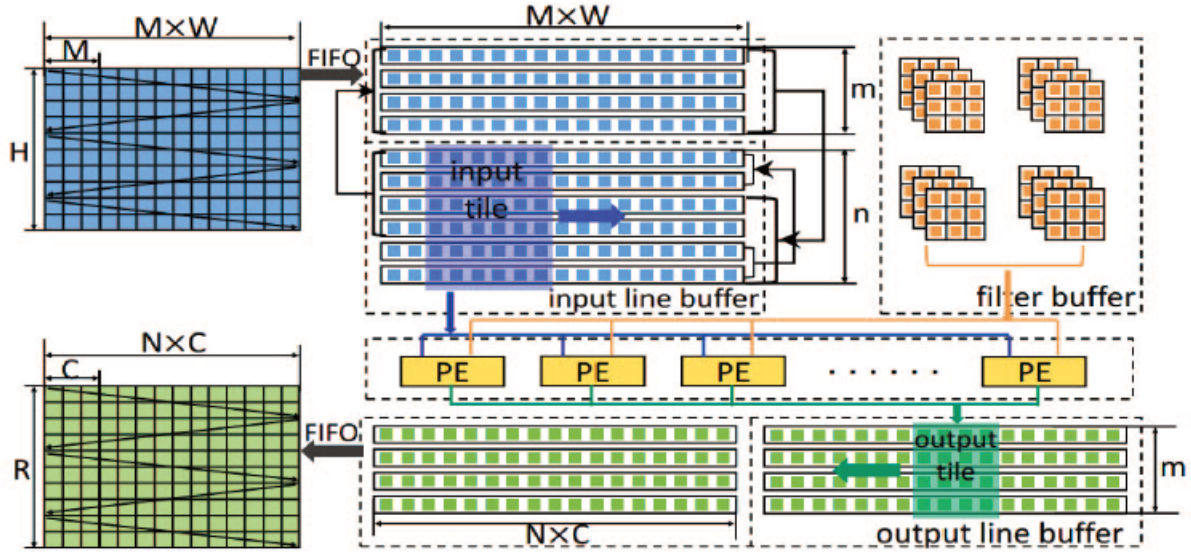 M×W
M
H
FIFO
M×W
m
input
tile
n
input line buffer
filter buffer
PE
PE
PE
· · · · · ·
PE
N×C
C
R
FIFO
N×C
output
tile
m
output line buffer